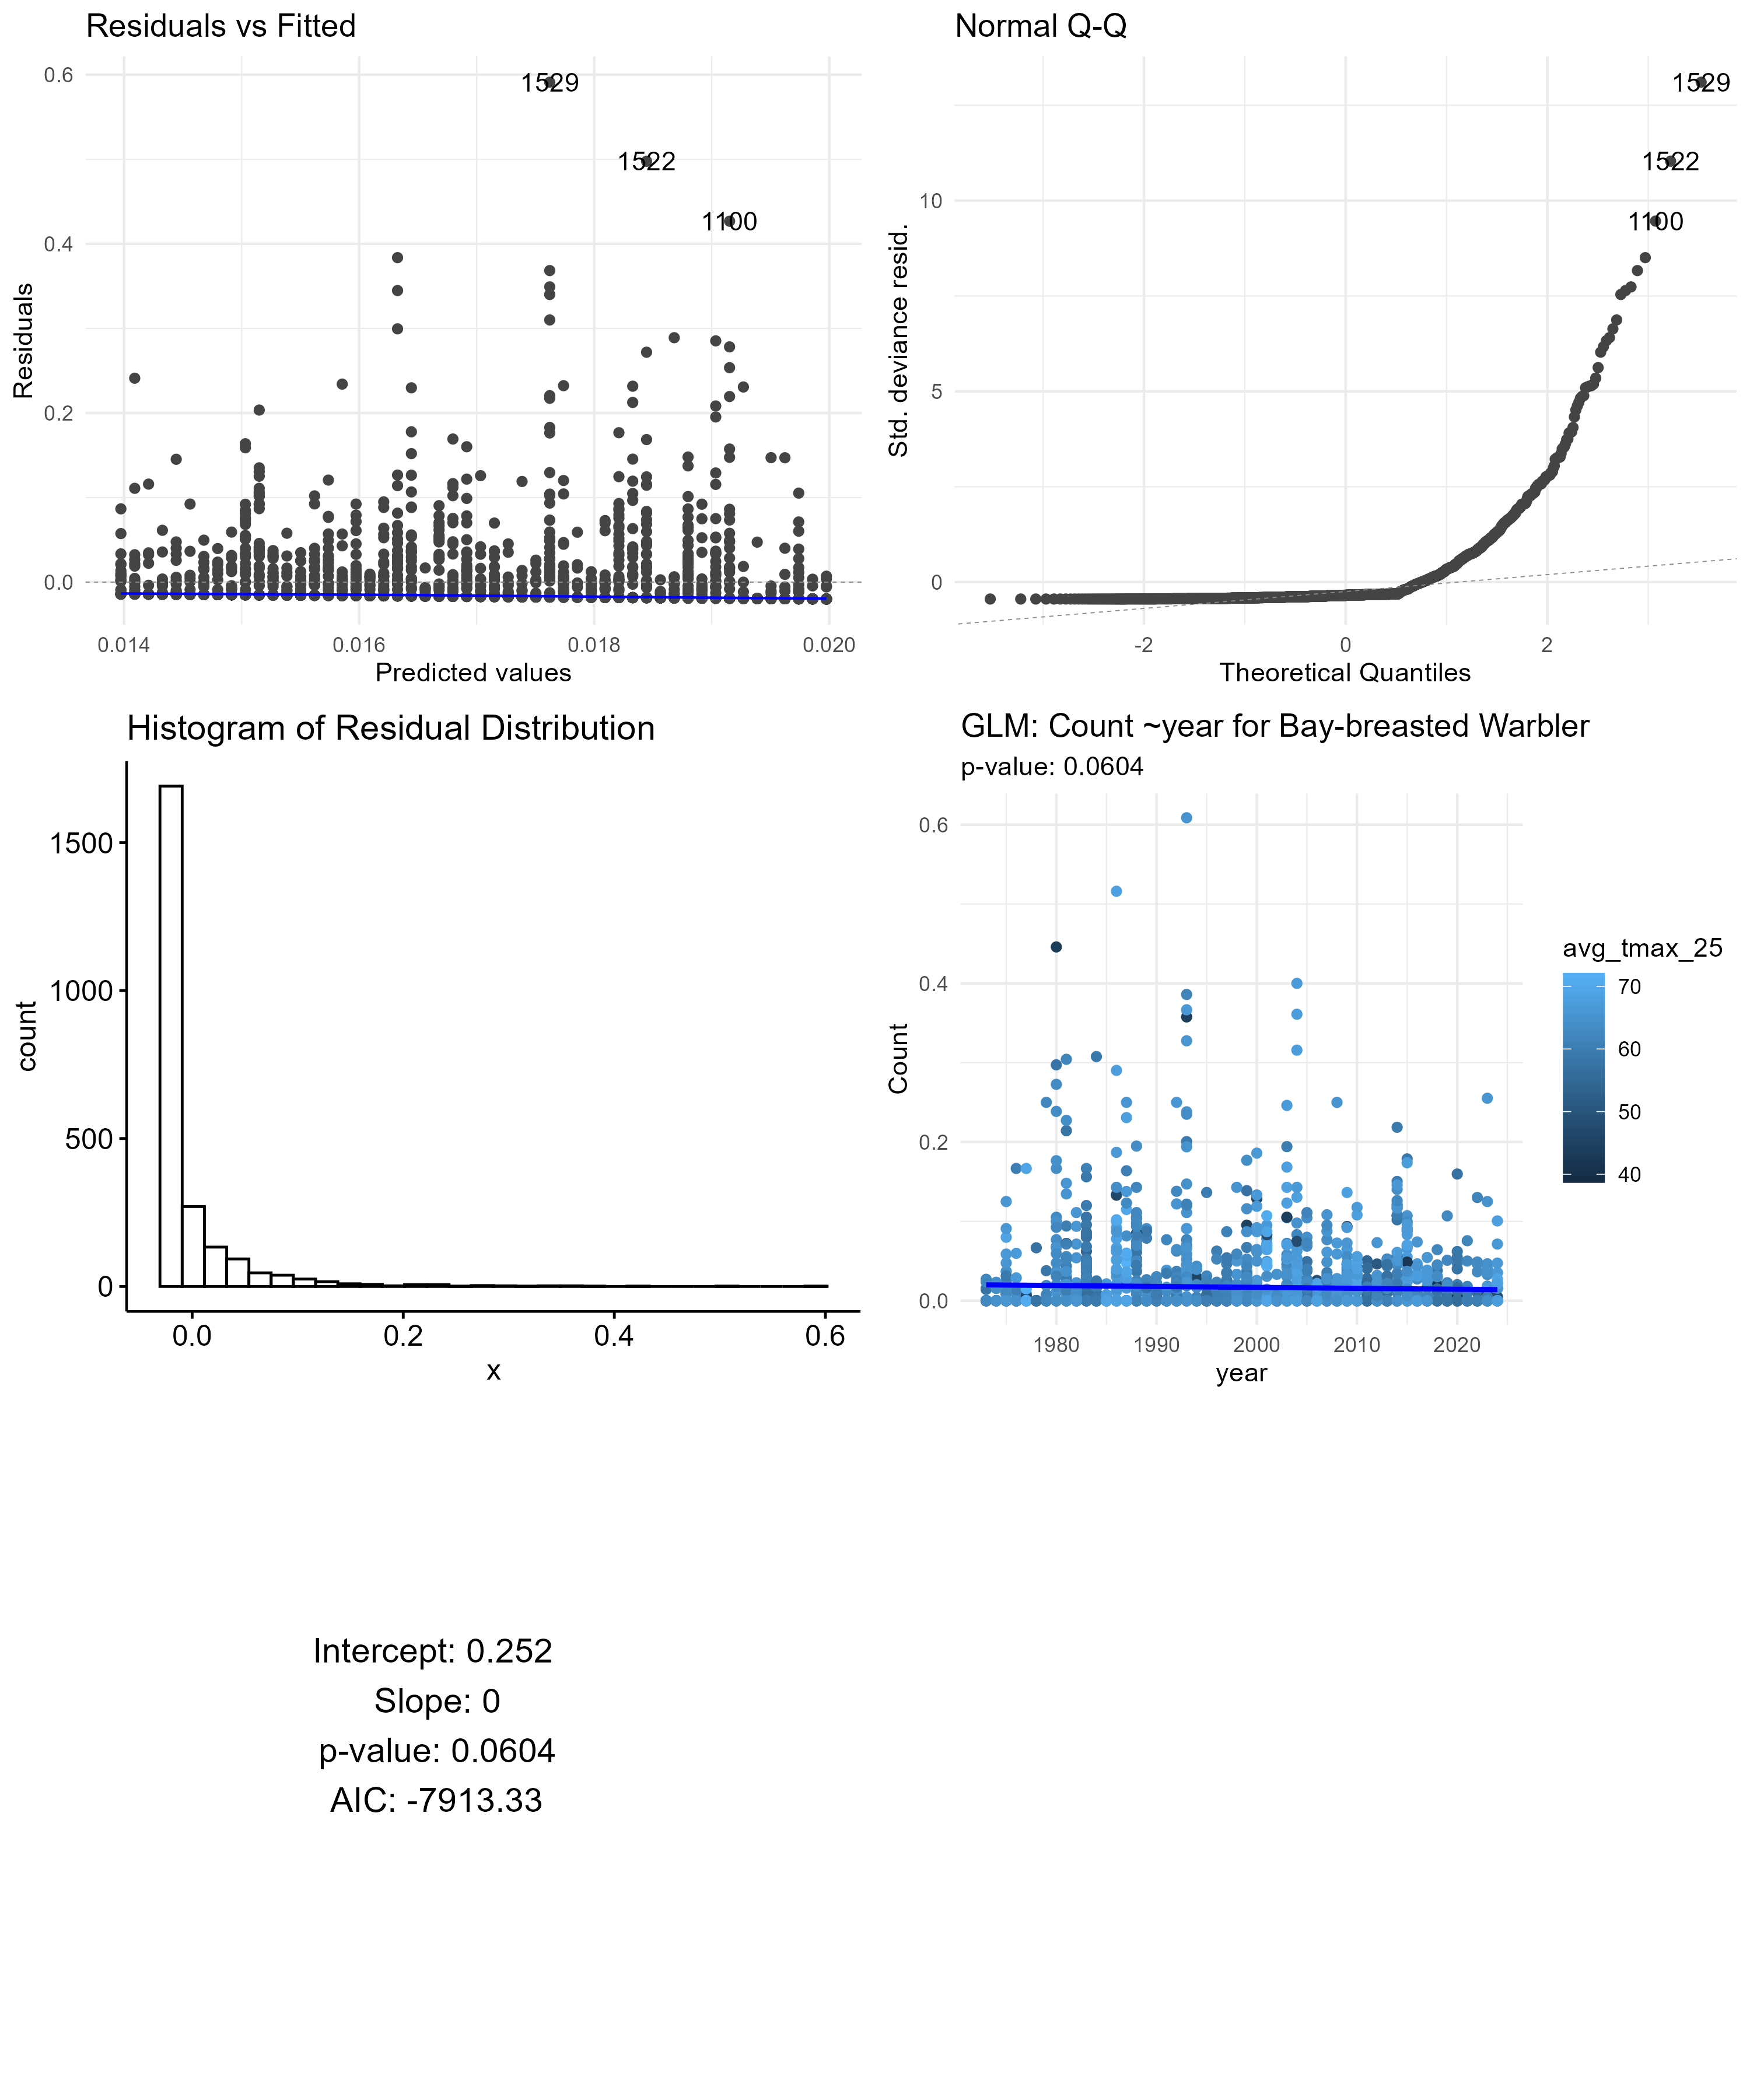 Residuals vs Fitted
0.6
0.4
0.2
0.0
Residuals
1529
1522
1100
0.014
0.016
0.018
0.020
Predicted values
Normal Q-Q
10
5
0
Std. deviance resid.
1529
1522
1100
-2
0
2
Theoretical Quantiles
Histogram of Residual Distribution
1500
1000
500
0
count
0.0
0.2
0.4
0.6
x
GLM: Count ~year for Bay-breasted Warbler
p-value: 0.0604
0.6
0.4
0.2
0.0
Count
1980
1990
2000
2010
2020
year
avg_tmax_25
70
60
50
40
Intercept: 0.252
Slope: 0
p-value: 0.0604
AIC: -7913.33